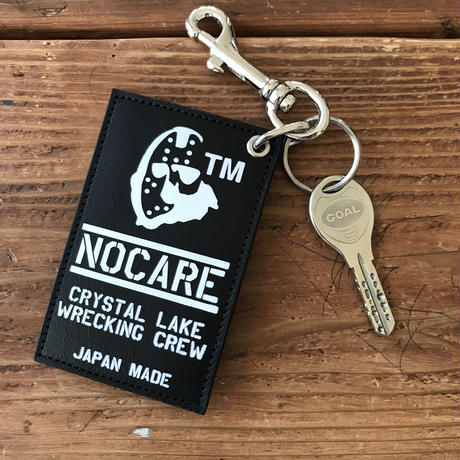 TM
NOCARE
CRYSTAL LAKE
WRECKING CREW
JAPAN MADE
GOAL